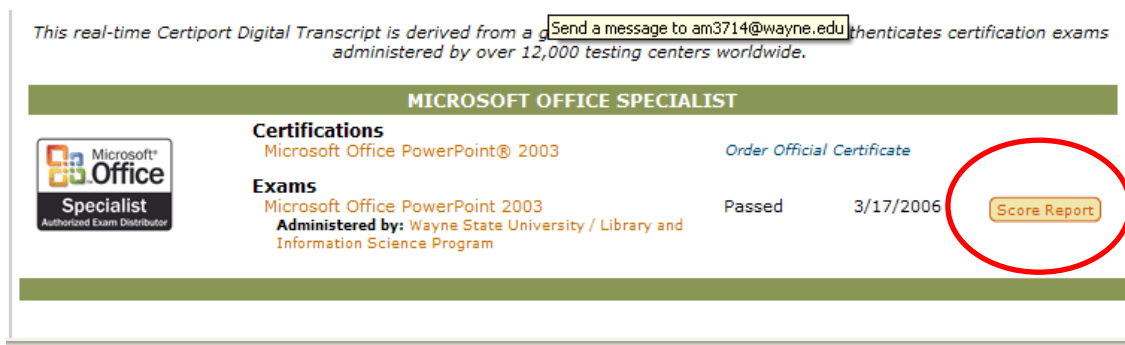 This real-time Certiport Digital Transcript is derived from a g Send a message to am3714@wayne.edu thenticates certification exams
administered by over 12,000 testing centers worldwide.
MICROSOFT OFFICE SPECIALIST
Certifications
Microsoft Office PowerPoint® 2003 Order Official Certificate
Microsoft®
Office
Specialist
Authorized Exam Distributor
Exams
Microsoft Office PowerPoint 2003 Passed 3/17/2006 Score Report
Administered by: Wayne State University / Library and
Information Science Program